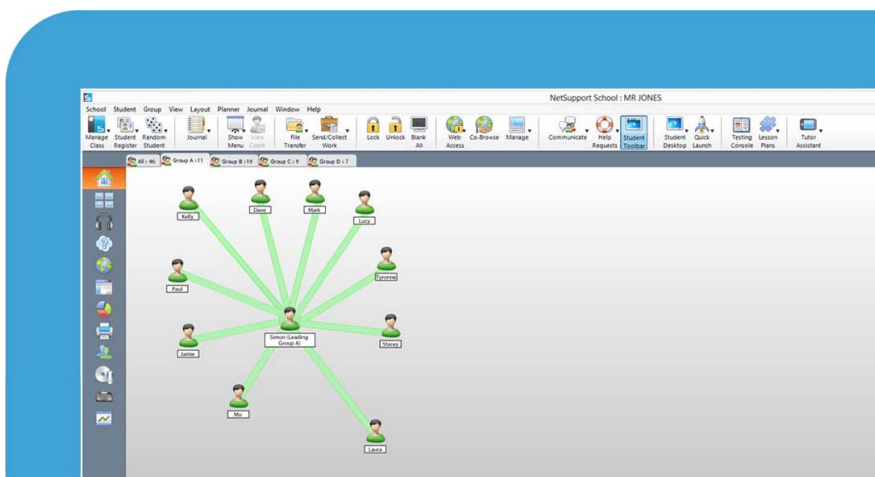 NetSupport School : MR JONES
School Student Group View Layout Planner Journal Window Help
Manage Class
Student Register
Random Student
Journal
Show Menu
View Client
File Transfer
Send/Collect Work
Lock
Unlock
Blank All
Web Access
Co-Browse
Manage
Communicate
Help Requests
Student Toolbar
Student Desktop
Quick Launch
Testing Console
Lesson Plans
Tutor Assistant
All : 46 Group A : 11 Group B : 19 Group C : 9 Group D : 7
Kelly
Dave
Mark
Lucy
Tyronne
Paul
Simon (Leading
Group A)
Stacey
Jamie
Mo
Laura